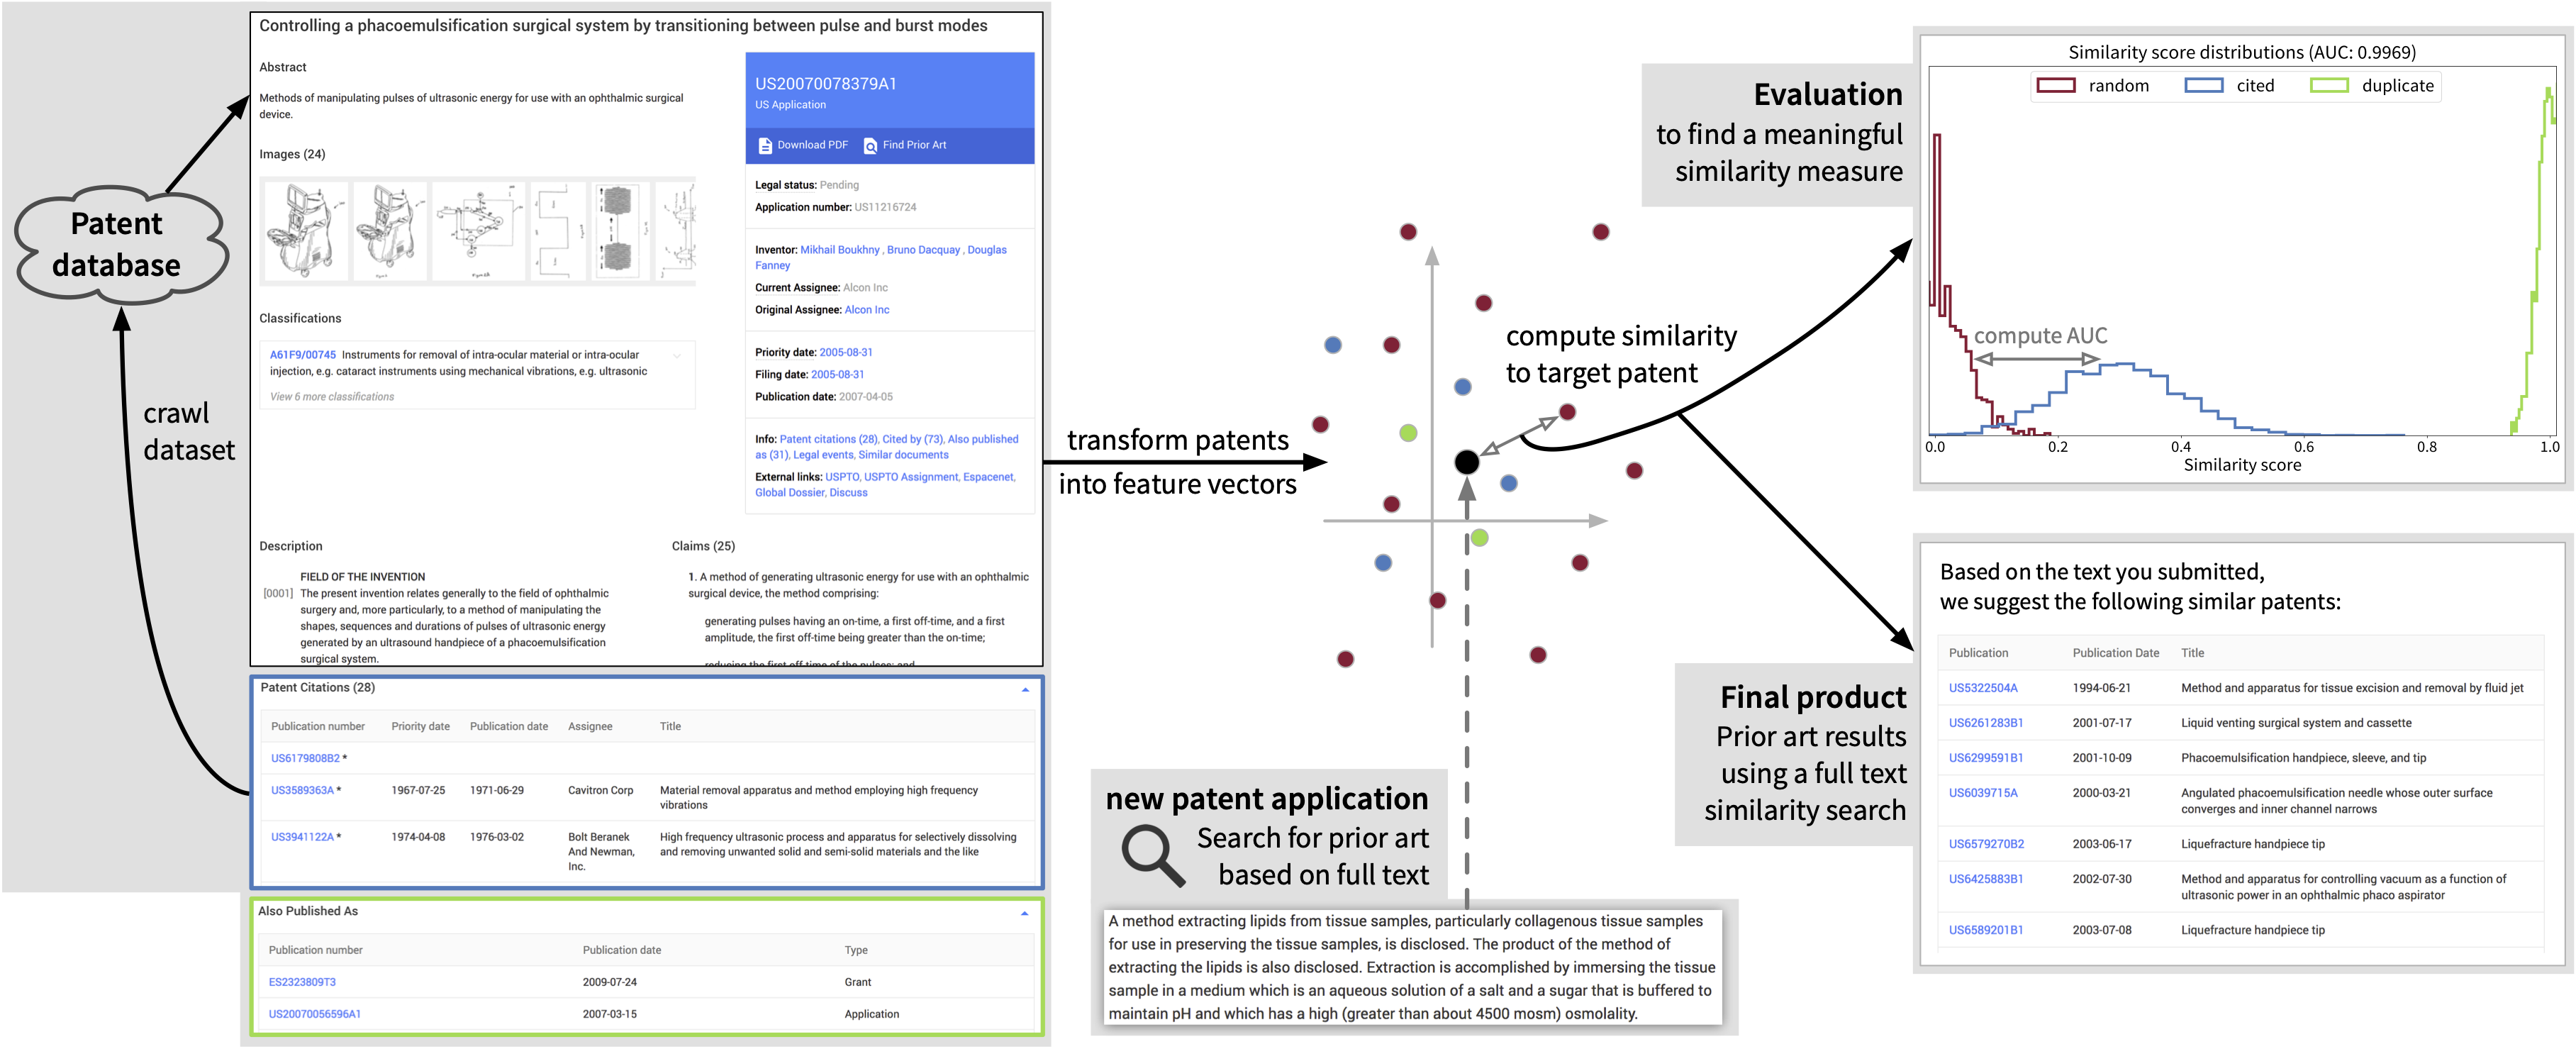 Patent
database
crawl
dataset
Controlling a phacoemulsification surgical system by transitioning between pulse and burst modes
Abstract
Methods of manipulating pulses of ultrasonic energy for use with an ophthalmic surgical
device.
Images (24)
Classifications
A61F9/00745 Instruments for removal of intra-ocular material or intra-ocular
injection, e.g. cataract instruments using mechanical vibrations, e.g. ultrasonic
View 6 more classifications
US20070078379A1
US Application
Download PDF Find Prior Art
Legal status: Pending
Application number: US11216724
Inventor: Mikhail Boukhny , Bruno Dacquay , Douglas
Fanney
Current Assignee: Alcon Inc
Original Assignee: Alcon Inc
Priority date: 2005-08-31
Filing date: 2005-08-31
Publication date: 2007-04-05
Info: Patent citations (28), Cited by (73), Also published
as (31), Legal events, Similar documents
External links: USPTO, USPTO Assignment, Espacenet,
Global Dossier, Discuss
Description
FIELD OF THE INVENTION
[0001] The present invention relates generally to the field of ophthalmic
surgery and, more particularly, to a method of manipulating the
shapes, sequences and durations of pulses of ultrasonic energy
generated by an ultrasound handpiece of a phacoemulsification
surgical system.
Claims (25)
1. A method of generating ultrasonic energy for use with an ophthalmic
surgical device, the method comprising:
generating pulses having an on-time, a first off-time, and a first
amplitude, the first off-time being greater than the on-time;
reducing the first off-time of the pulses; and
Patent Citations (28)
Publication number Priority date Publication date Assignee Title
US6179808B2 *
US3589363A * 1967-07-25 1971-06-29 Cavitron Corp Material removal apparatus and method employing high frequency
vibrations
US3941122A * 1974-04-08 1976-03-02 Bolt Beranek High frequency ultrasonic process and apparatus for selectively dissolving
And Newman, and removing unwanted solid and semi-solid materials and the like
Inc.
Also Published As
Publication number Publication date Type
ES2323809T3 2009-07-24 Grant
US20070056596A1 2007-03-15 Application
transform patents
into feature vectors
compute similarity
to target patent
new patent application
Search for prior art
based on full text
A method extracting lipids from tissue samples, particularly collagenous tissue samples
for use in preserving the tissue samples, is disclosed. The product of the method of
extracting the lipids is also disclosed. Extraction is accomplished by immersing the tissue
sample in a medium which is an aqueous solution of a salt and a sugar that is buffered to
maintain pH and which has a high (greater than about 4500 mosm) osmolality.
Evaluation
to find a meaningful
similarity measure
Similarity score distributions (AUC: 0.9969)
random cited duplicate
compute AUC
0.0 0.2 0.4 0.6 0.8 1.0
Similarity score
Final product
Prior art results
using a full text
similarity search
Based on the text you submitted,
we suggest the following similar patents:
Publication Publication Date Title
US5322504A 1994-06-21 Method and apparatus for tissue excision and removal by fluid jet
US6261283B1 2001-07-17 Liquid venting surgical system and cassette
US6299591B1 2001-10-09 Phacoemulsification handpiece, sleeve, and tip
US6039715A 2000-03-21 Angulated phacoemulsification needle whose outer surface
converges and inner channel narrows
US6579270B2 2003-06-17 Liquefracture handpiece tip
US6425883B1 2002-07-30 Method and apparatus for controlling vacuum as a function of
ultrasonic power in an ophthalmic phaco aspirator
US6589201B1 2003-07-08 Liquefracture handpiece tip